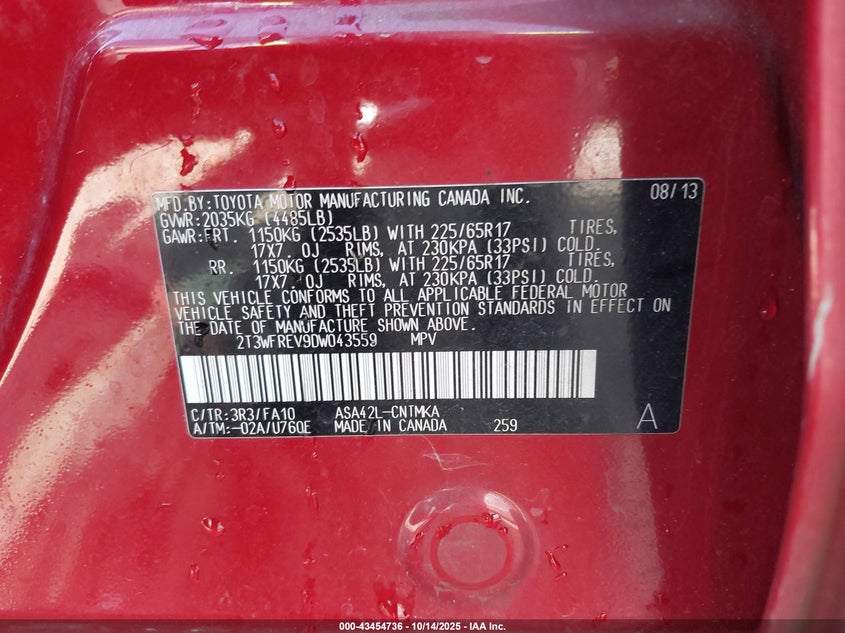 MFD.BY:TOYOTA MOTOR MANUFACTURING CANADA INC. 08/13
GVWR:2035KG (4485LB)
GAWR:FRT. 1150KG (2535LB) WITH 225/65R17 TIRES,
17X7.0J RIMS, AT 230KPA (33PSI) COLD.
RR. 1150KG (2535LB) WITH 225/65R17 TIRES,
17X7.0J RIMS, AT 230KPA (33PSI) COLD.
THIS VEHICLE CONFORMS TO ALL APPLICABLE FEDERAL MOTOR
VEHICLE SAFETY AND THEFT PREVENTION STANDARDS IN EFFECT ON
THE DATE OF MANUFACTURE SHOWN ABOVE.
2T3WFREV9DW043559 MPV
C/TR:3R3/FA10 ASA42L-CNTMKA
A/TM:-02A/U760E MADE IN CANADA 259 A
000-43454736 - 10/14/2025 - IAA Inc.